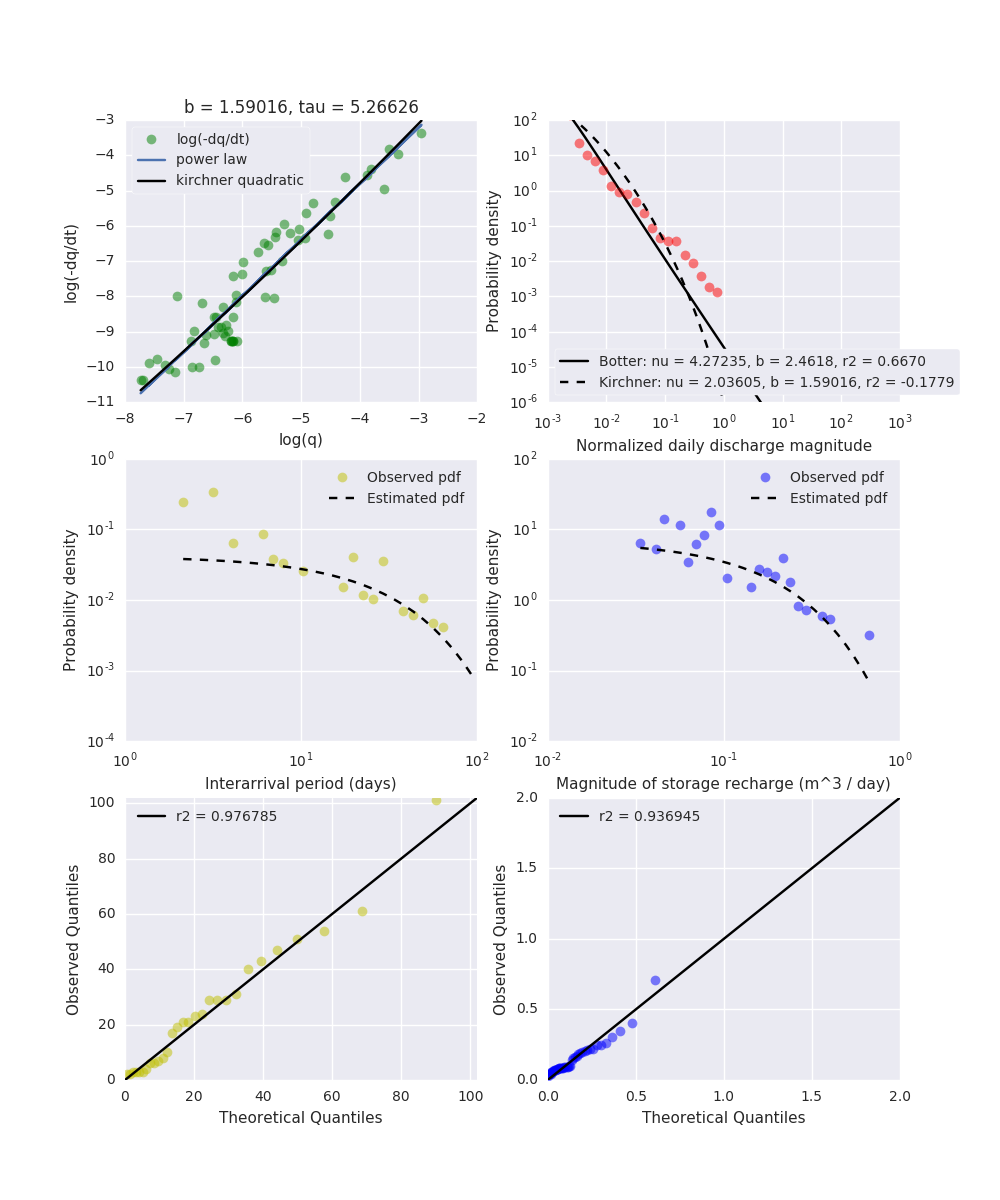 b = 1.59016, tau = 5.26626
−3
−4
−5
−6
−7
−8
−9
−10
−11
log(-dq/dt)
log(-dq/dt)
power law
kirchner quadratic
−8 −7 −6 −5 −4 −3 −2
log(q)
10^2
10^1
10^0
10^-1
10^-2
10^-3
10^-4
10^-5
10^-6
Probability density
Botter: nu = 4.27235, b = 2.4618, r2 = 0.6670
Kirchner: nu = 2.03605, b = 1.59016, r2 = -0.1779
10^-3 10^-2 10^-1 10^0 10^1 10^2 10^3
Normalized daily discharge magnitude
10^0
10^-1
10^-2
10^-3
10^-4
Probability density
Observed pdf
Estimated pdf
10^0 10^1 10^2
Interarrival period (days)
10^2
10^1
10^0
10^-1
10^-2
Probability density
Observed pdf
Estimated pdf
10^-2 10^-1 10^0
Magnitude of storage recharge (m^3 / day)
100
80
60
40
20
0
Observed Quantiles
r2 = 0.976785
0 20 40 60 80 100
Theoretical Quantiles
2.0
1.5
1.0
0.5
0.0
Observed Quantiles
r2 = 0.936945
0.0 0.5 1.0 1.5 2.0
Theoretical Quantiles